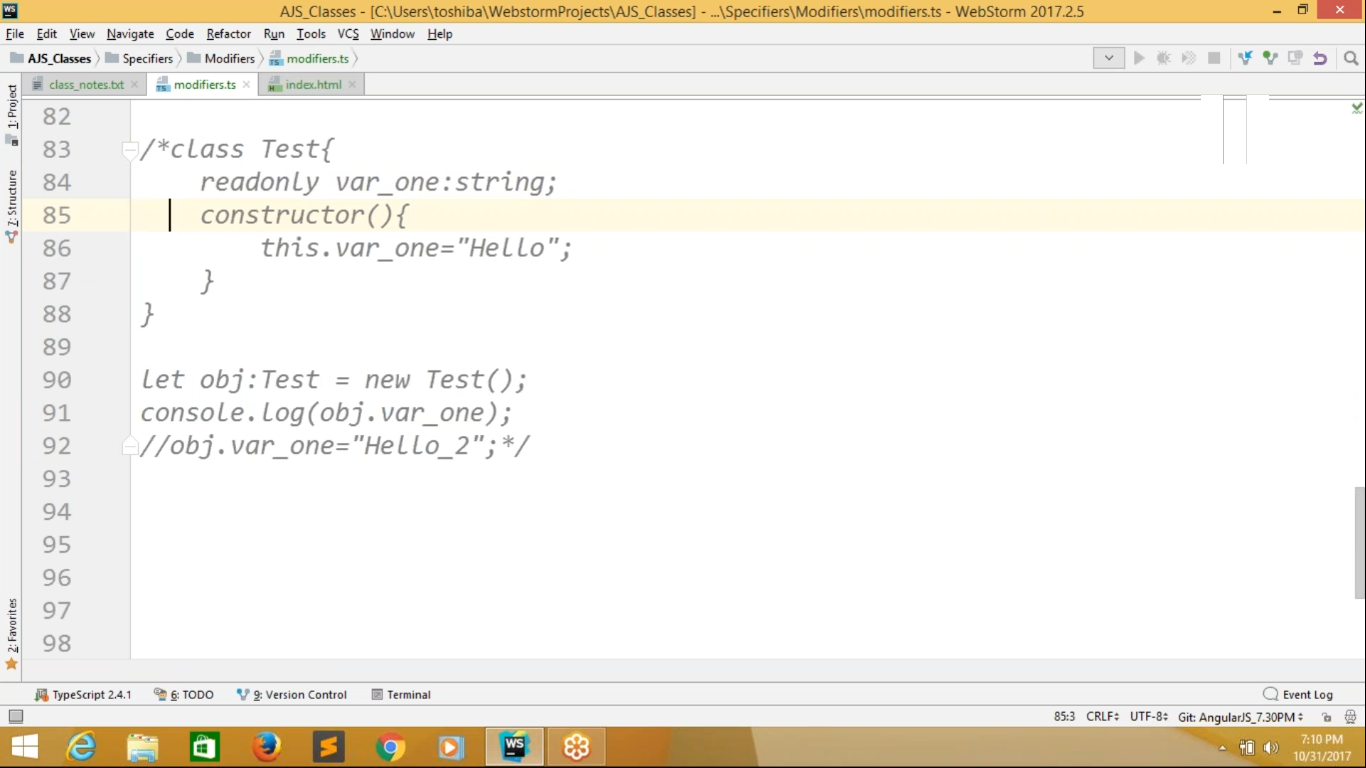 WS
AJS_Classes - [C:\Users\toshiba\WebstormProjects\AJS_Classes] - ...\Specifiers\Modifiers\modifiers.ts - WebStorm 2017.2.5
File Edit View Navigate Code Refactor Run Tools VCS Window Help
AJS_Classes Specifiers Modifiers modifiers.ts
class_notes.txt modifiers.ts index.html
1: Project
7: Structure
2: Favorites
82
83 /*class Test{
84 readonly var_one:string;
85 constructor(){
86 this.var_one="Hello";
87 }
88 }
89
90 let obj:Test = new Test();
91 console.log(obj.var_one);
92 //obj.var_one="Hello_2";*/
93
94
95
96
97
98
TypeScript 2.4.1 6: TODO 9: Version Control Terminal Event Log
85:3 CRLF UTF-8 Git: AngularJS_7.30PM
WS
7:10 PM
10/31/2017